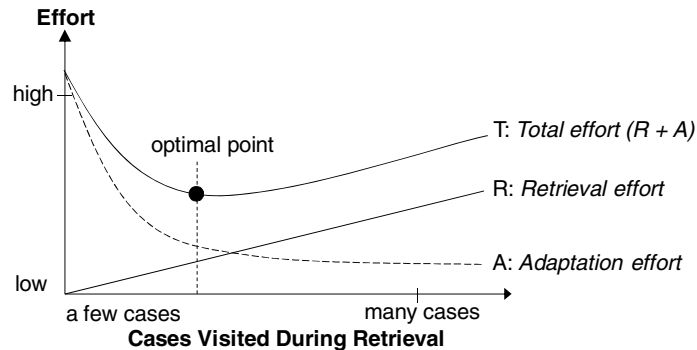 Effort
high
optimal point
T: Total effort (R + A)
R: Retrieval effort
A: Adaptation effort
low
a few cases
many cases
Cases Visited During Retrieval